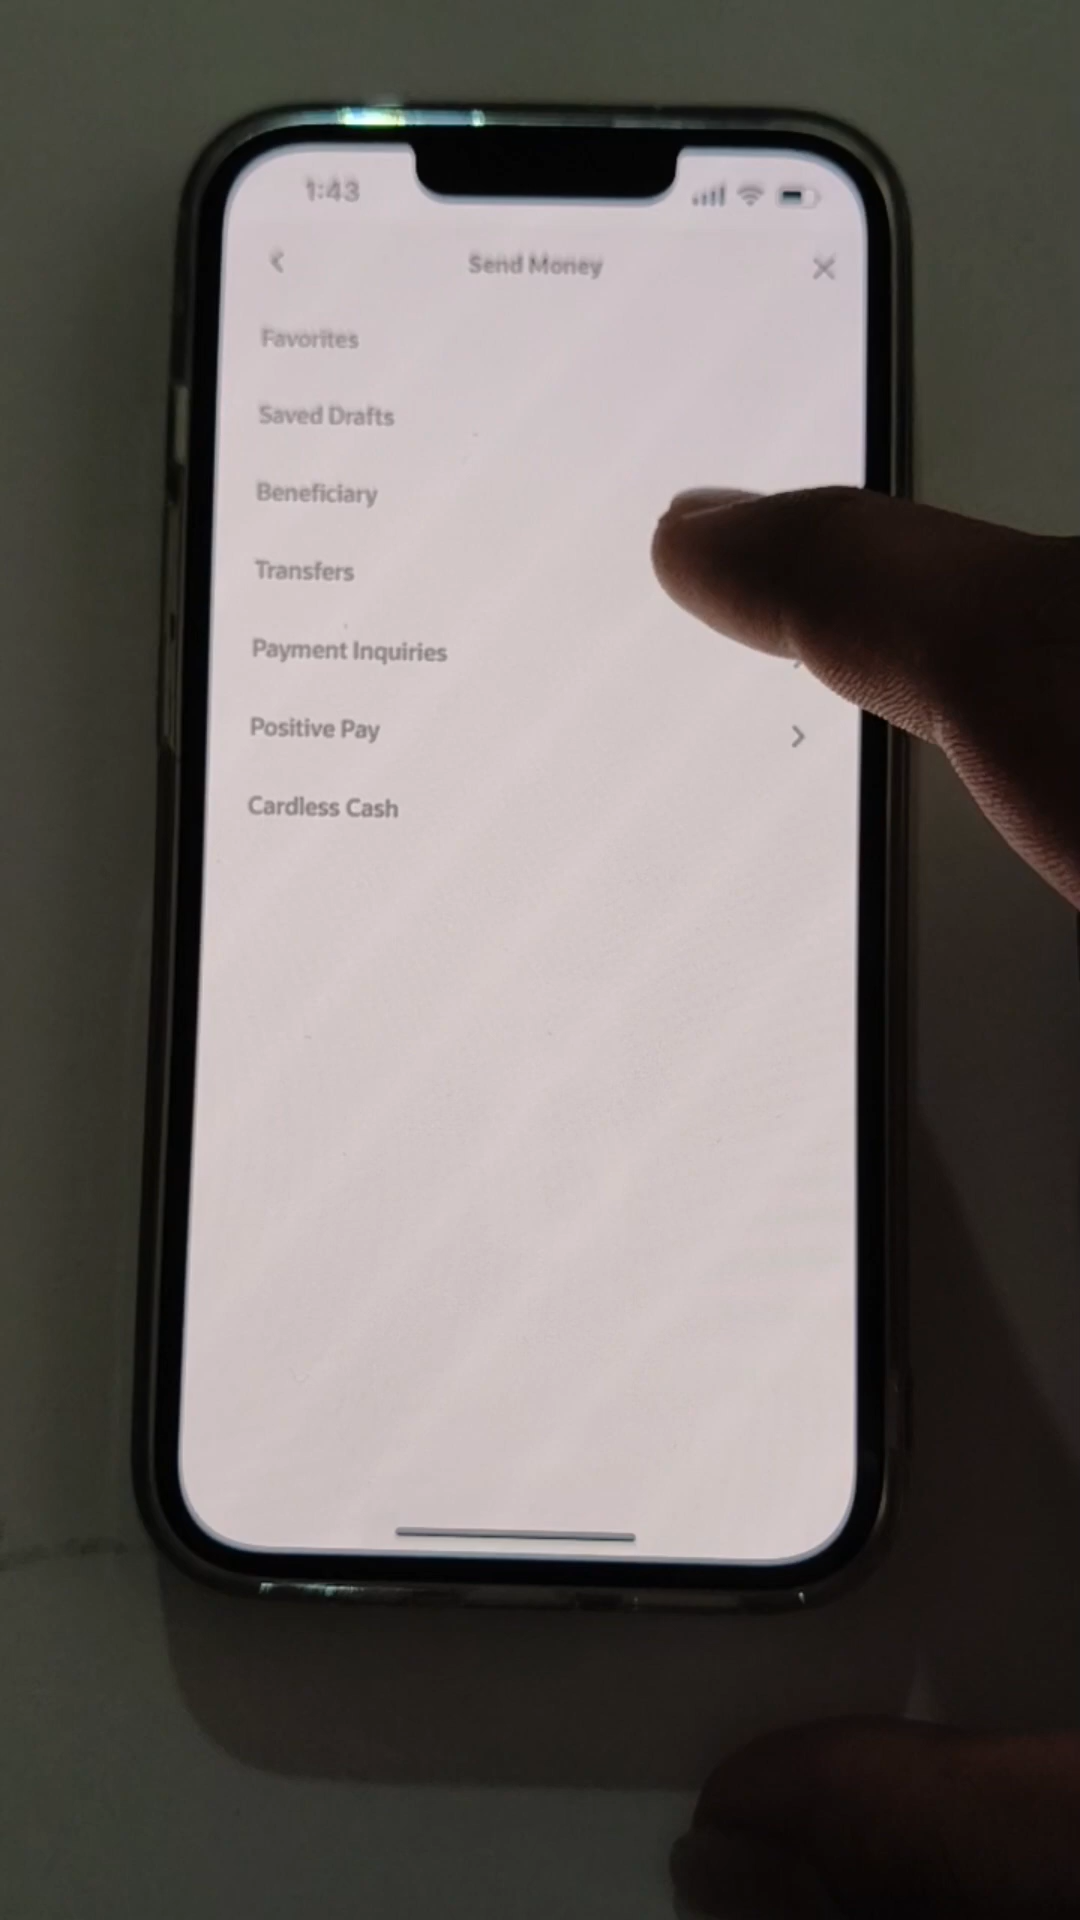 1:43
Send Money
Favorites
Saved Drafts
Beneficiary
Transfers
Payment Inquiries
Positive Pay
Cardless Cash